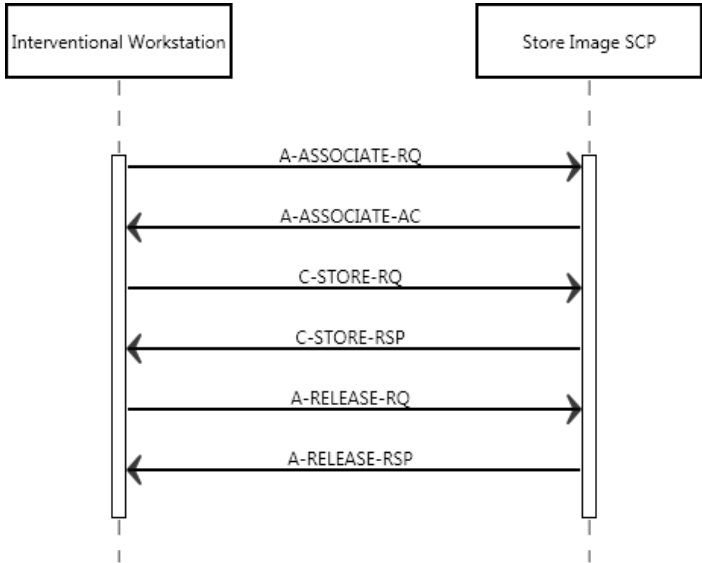 Interventional Workstation
Store Image SCP
A-ASSOCIATE-RQ
A-ASSOCIATE-AC
C-STORE-RQ
C-STORE-RSP
A-RELEASE-RQ
A-RELEASE-RSP